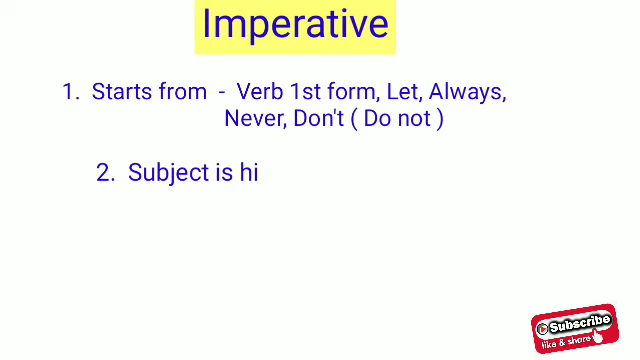 Imperative
1. Starts from - Verb 1st form, Let, Always,
Never, Don't ( Do not )
2. Subject is hi
Subscribe
like & share